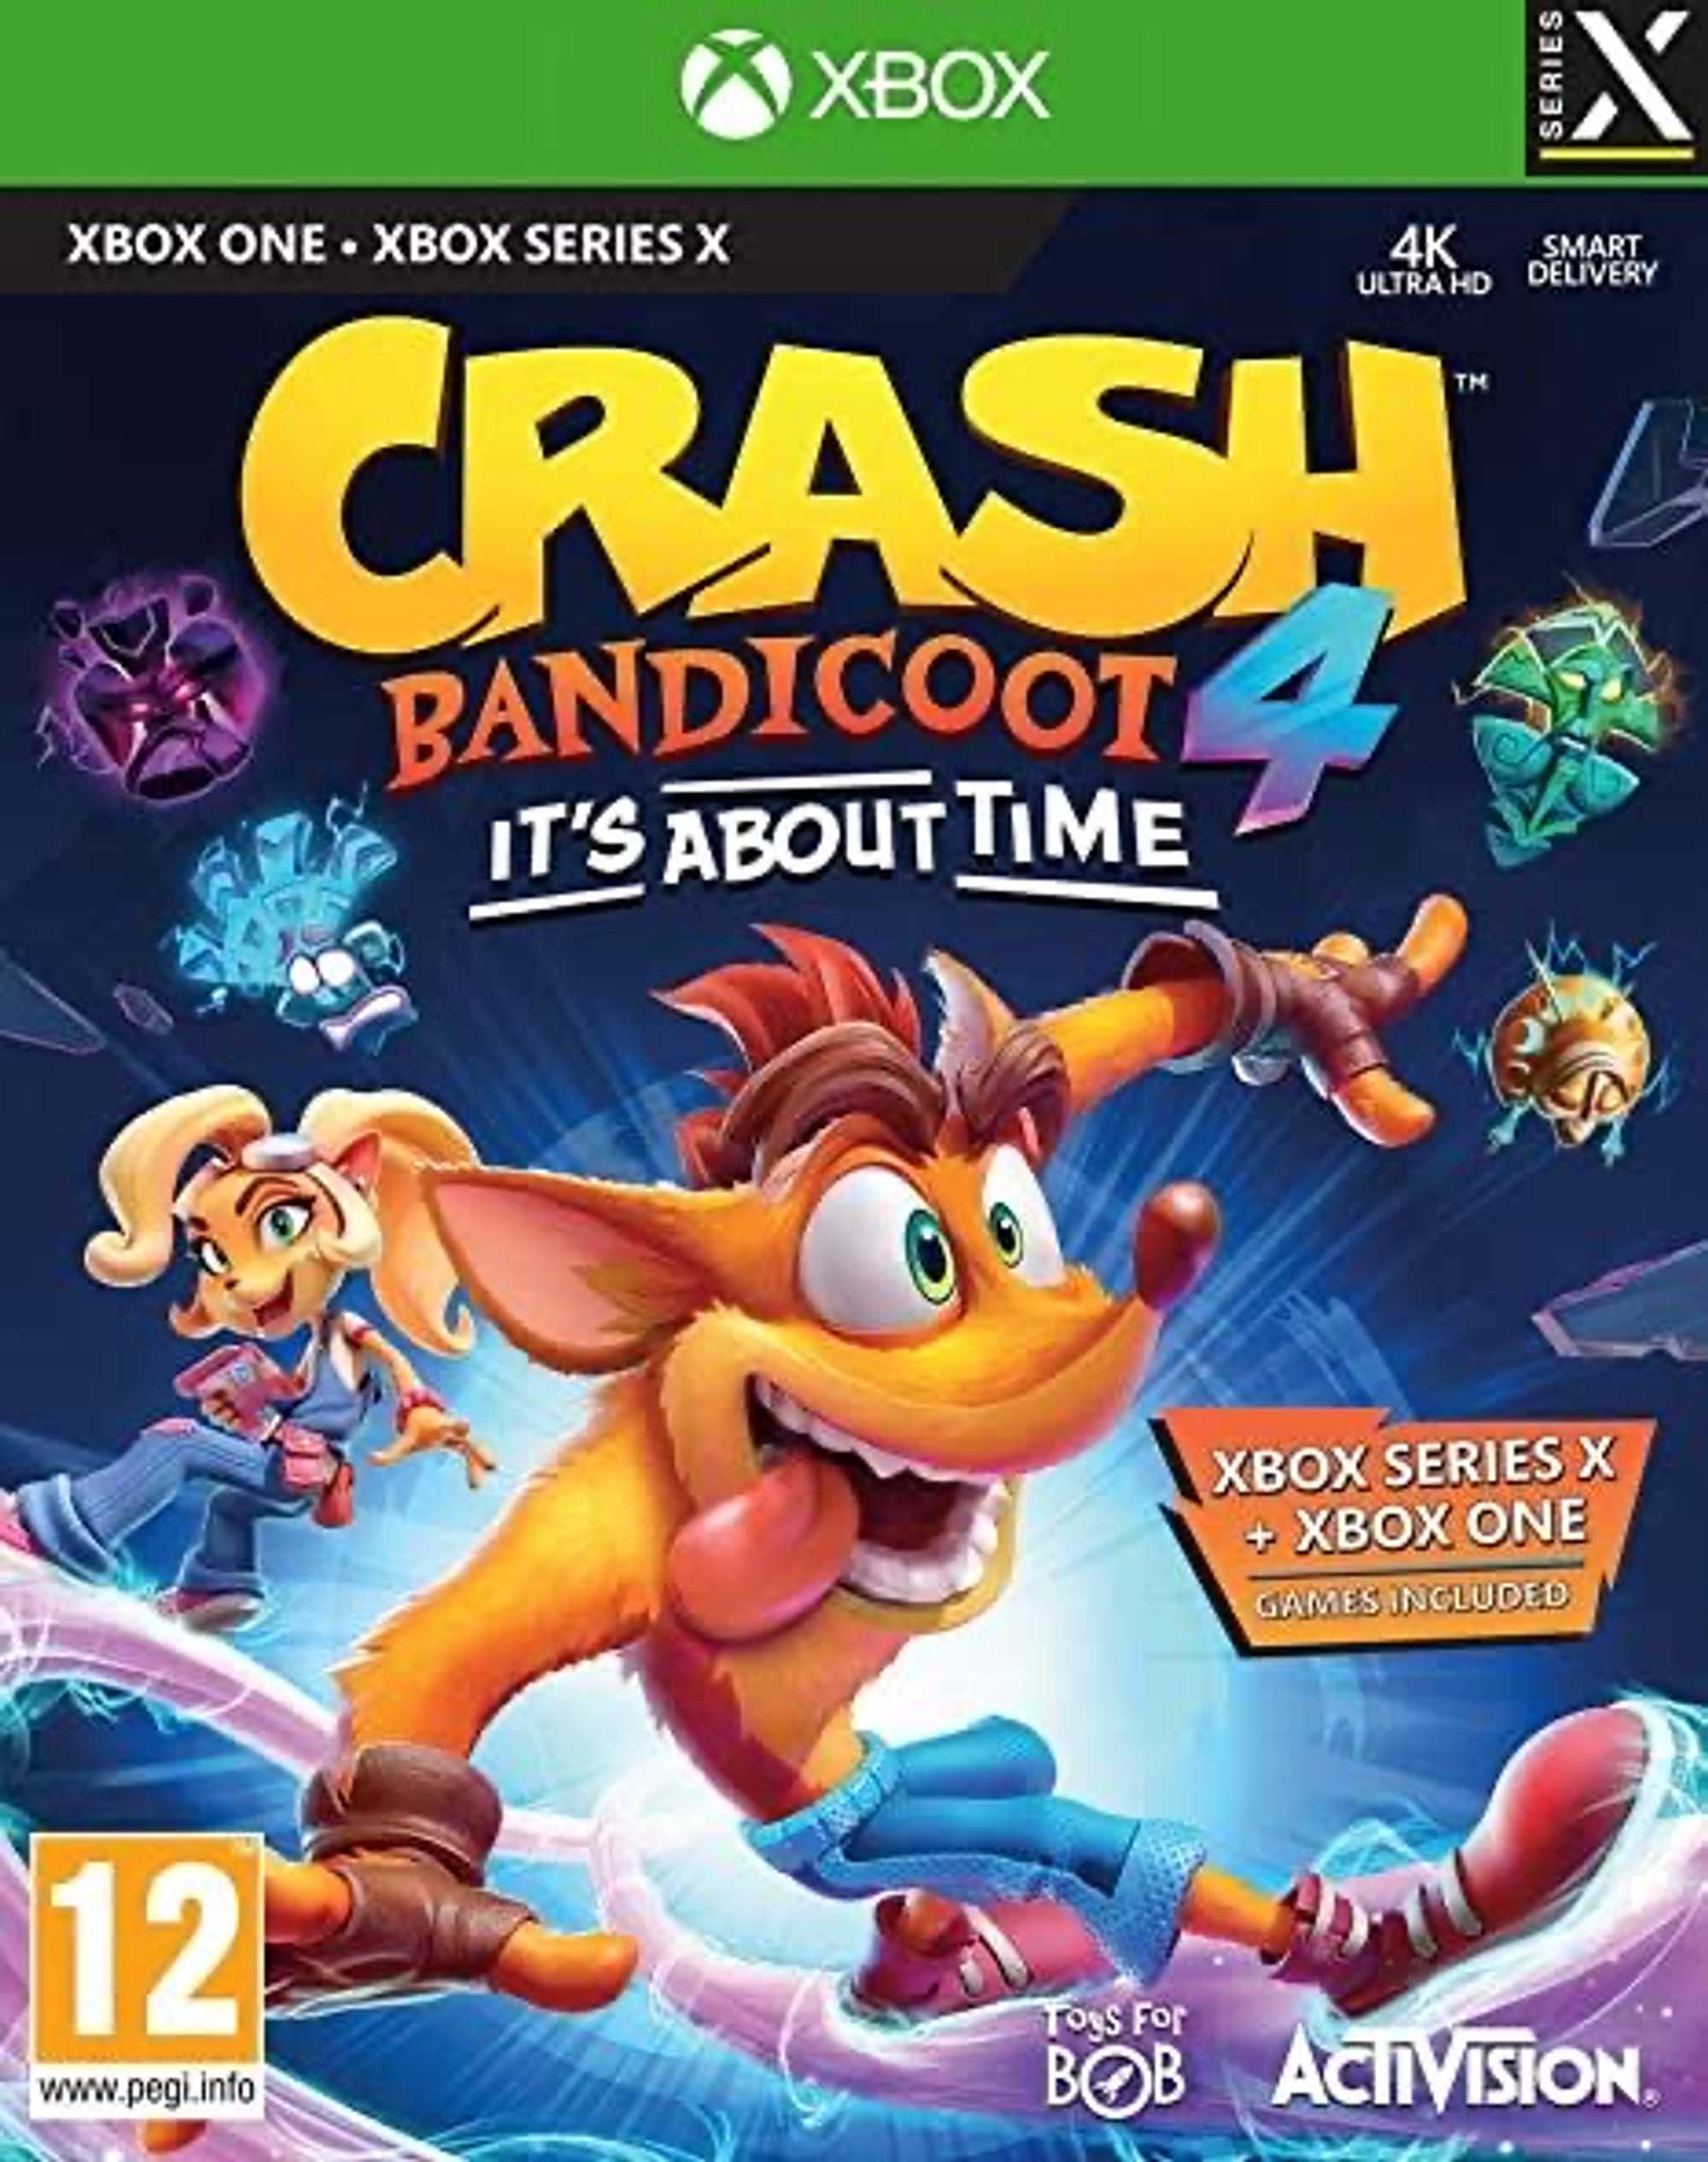 XBOX
SERIES X
XBOX ONE • XBOX SERIES X
4K
ULTRA HD
SMART
DELIVERY
CRASH™
BANDICOOT 4
IT'S ABOUT TIME
XBOX SERIES X
+ XBOX ONE
GAMES INCLUDED
12
www.pegi.info
TOYS FOR
BOB
ACTIVISION®